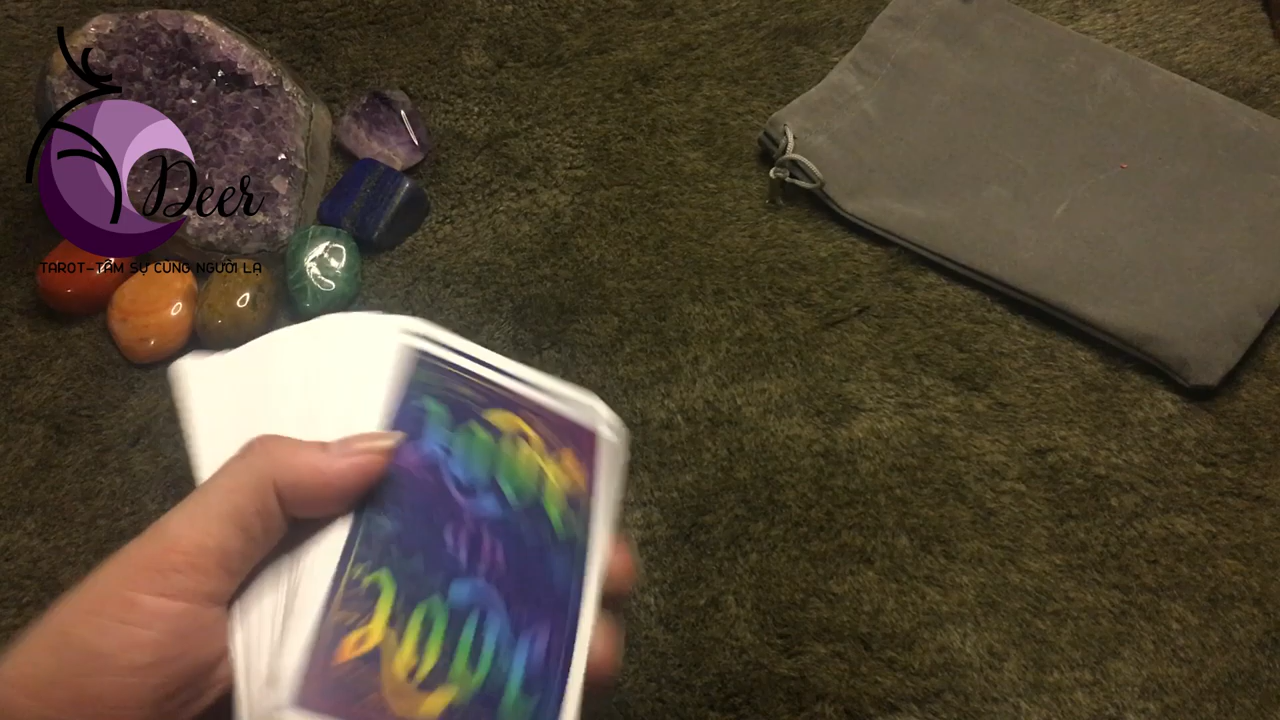 Deer
TAROT-TÂM SỰ CÙNG NGƯỜI LẠ